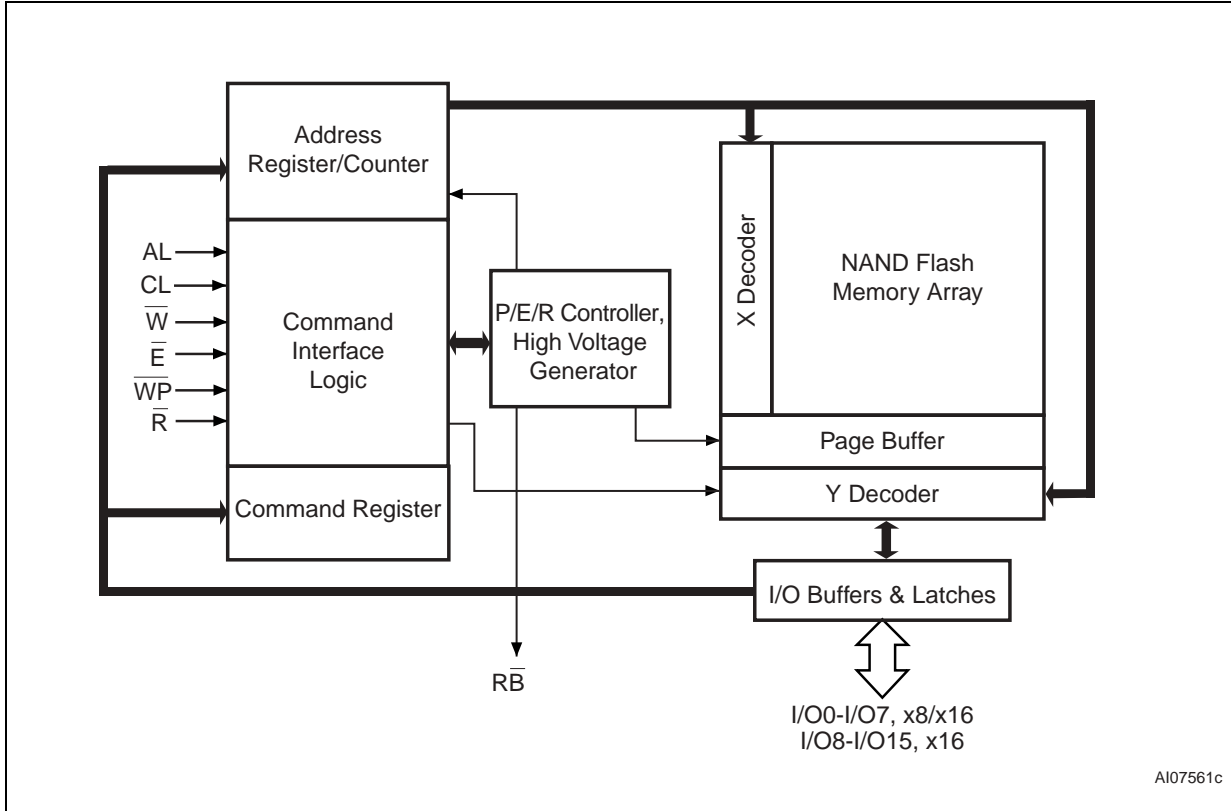 Address
Register/Counter
AL
CL
W̅
E̅
W̅P̅
R̅
Command
Interface
Logic
Command Register
P/E/R Controller,
High Voltage
Generator
RB̅
X Decoder
NAND Flash
Memory Array
Page Buffer
Y Decoder
I/O Buffers & Latches
I/O0-I/O7, x8/x16
I/O8-I/O15, x16
AI07561c